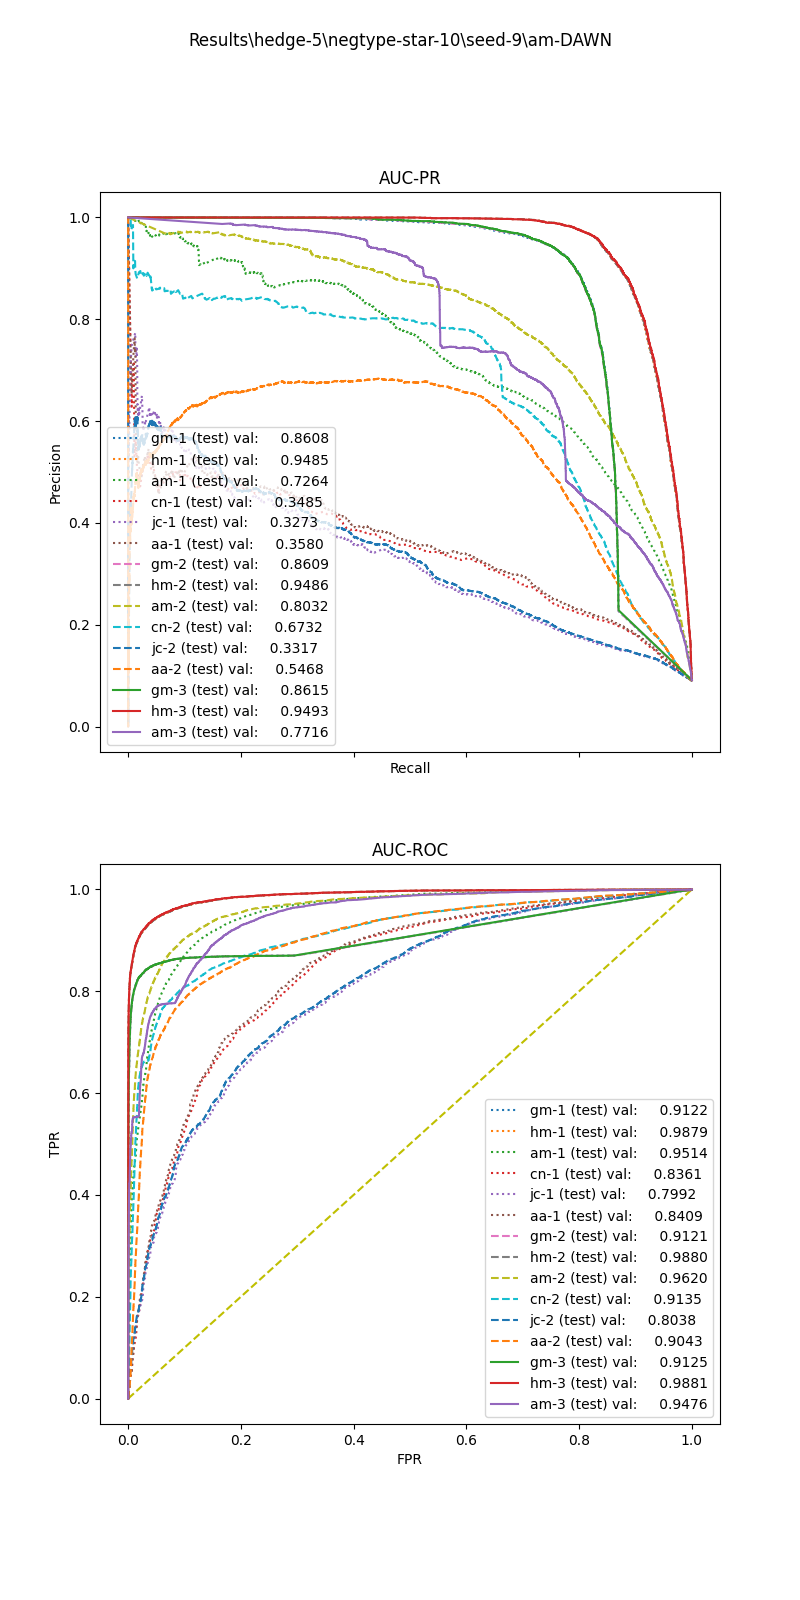 Results\hedge-5\negtype-star-10\seed-9\am-DAWN
AUC-PR
1.0
0.8
0.6
0.4
0.2
0.0
Precision
gm-1 (test) val: 0.8608
hm-1 (test) val: 0.9485
am-1 (test) val: 0.7264
cn-1 (test) val: 0.3485
jc-1 (test) val: 0.3273
aa-1 (test) val: 0.3580
gm-2 (test) val: 0.8609
hm-2 (test) val: 0.9486
am-2 (test) val: 0.8032
cn-2 (test) val: 0.6732
jc-2 (test) val: 0.3317
aa-2 (test) val: 0.5468
gm-3 (test) val: 0.8615
hm-3 (test) val: 0.9493
am-3 (test) val: 0.7716
Recall
AUC-ROC
1.0
0.8
0.6
0.4
0.2
0.0
TPR
gm-1 (test) val: 0.9122
hm-1 (test) val: 0.9879
am-1 (test) val: 0.9514
cn-1 (test) val: 0.8361
jc-1 (test) val: 0.7992
aa-1 (test) val: 0.8409
gm-2 (test) val: 0.9121
hm-2 (test) val: 0.9880
am-2 (test) val: 0.9620
cn-2 (test) val: 0.9135
jc-2 (test) val: 0.8038
aa-2 (test) val: 0.9043
gm-3 (test) val: 0.9125
hm-3 (test) val: 0.9881
am-3 (test) val: 0.9476
0.0 0.2 0.4 0.6 0.8 1.0
FPR